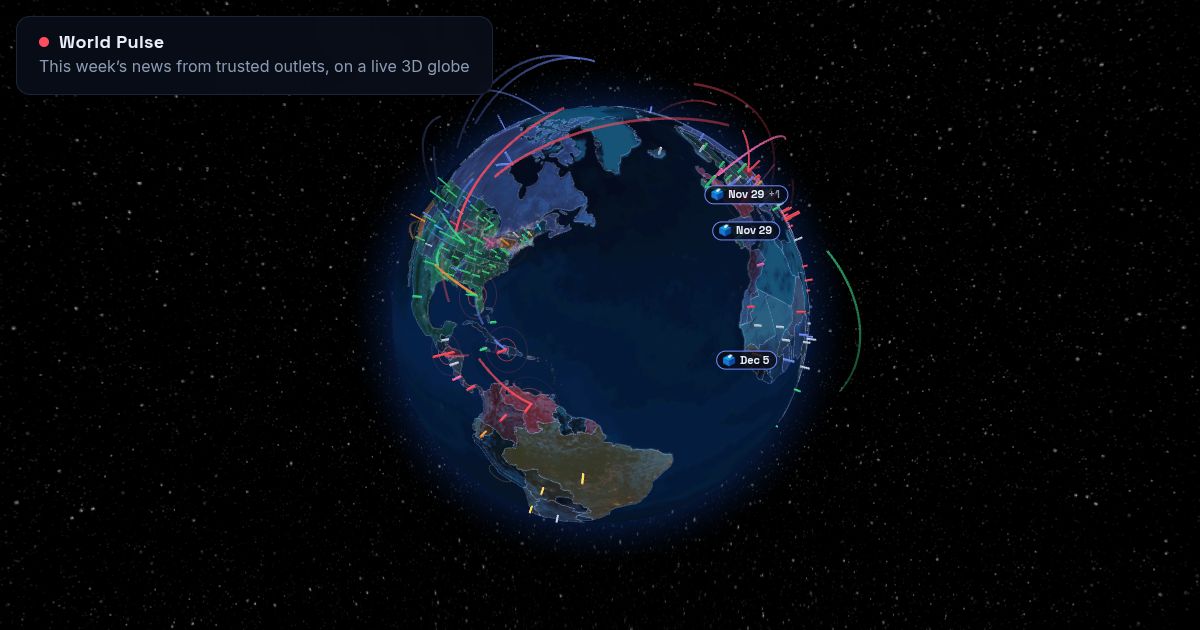 World Pulse
This week's news from trusted outlets, on a live 3D globe
Nov 29 +1
Nov 29
Dec 5